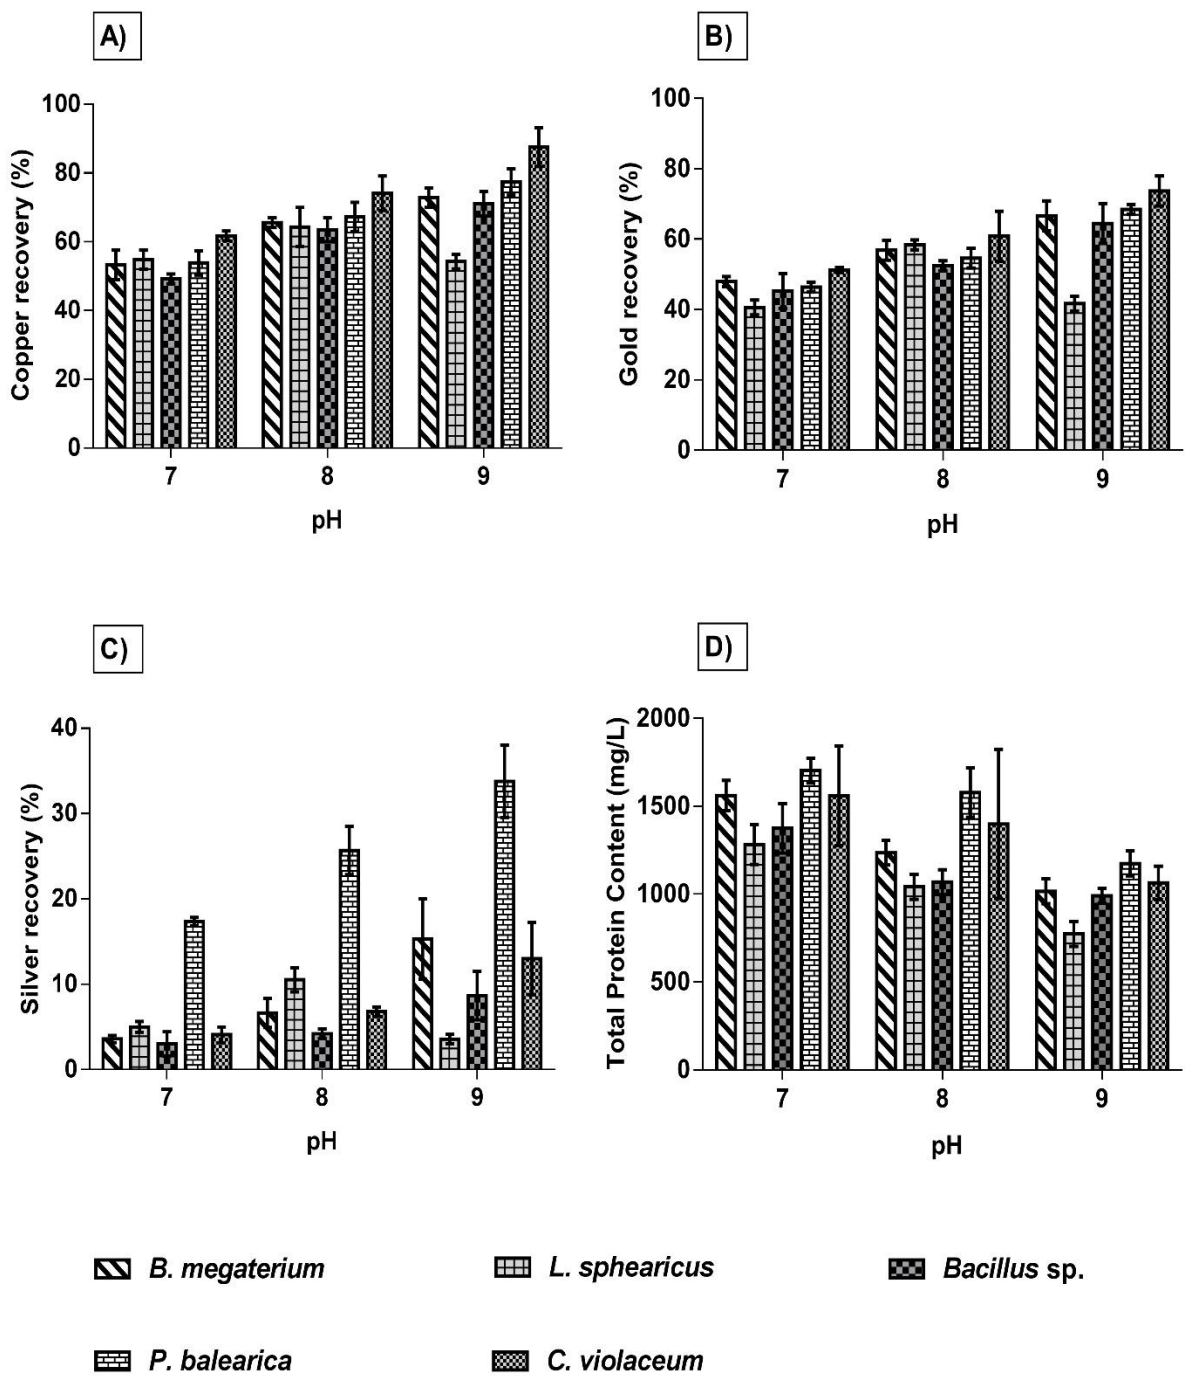 A)
Copper recovery (%)
100
80
60
40
20
0
7 8 9
pH
B)
Gold recovery (%)
100
80
60
40
20
0
7 8 9
pH
C)
Silver recovery (%)
40
30
20
10
0
7 8 9
pH
D)
Total Protein Content (mg/L)
2000
1500
1000
500
0
7 8 9
pH
B. megaterium
L. sphearicus
Bacillus sp.
P. balearica
C. violaceum